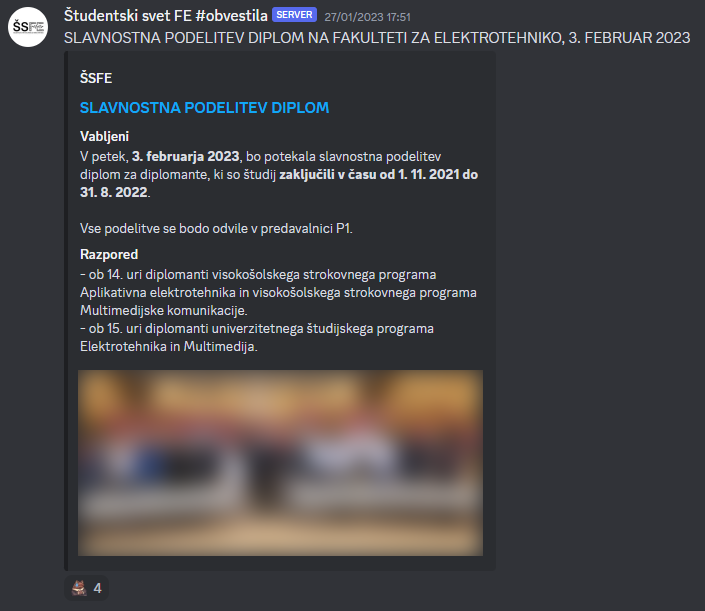 Študentski svet FE #obvestila SERVER 27/01/2023 17:51
SLAVNOSTNA PODELITEV DIPLOM NA FAKULTETI ZA ELEKTROTEHNIKO, 3. FEBRUAR 2023
ŠSFE
SLAVNOSTNA PODELITEV DIPLOM
Vabljeni
V petek, 3. februarja 2023, bo potekala slavnostna podelitev
diplom za diplomante, ki so študij zaključili v času od 1. 11. 2021 do
31. 8. 2022.
Vse podelitve se bodo odvile v predavalnici P1.
Razpored
- ob 14. uri diplomanti visokošolskega strokovnega programa
Aplikativna elektrotehnika in visokošolskega strokovnega programa
Multimedijske komunikacije.
- ob 15. uri diplomanti univerzitetnega študijskega programa
Elektrotehnika in Multimedija.
4